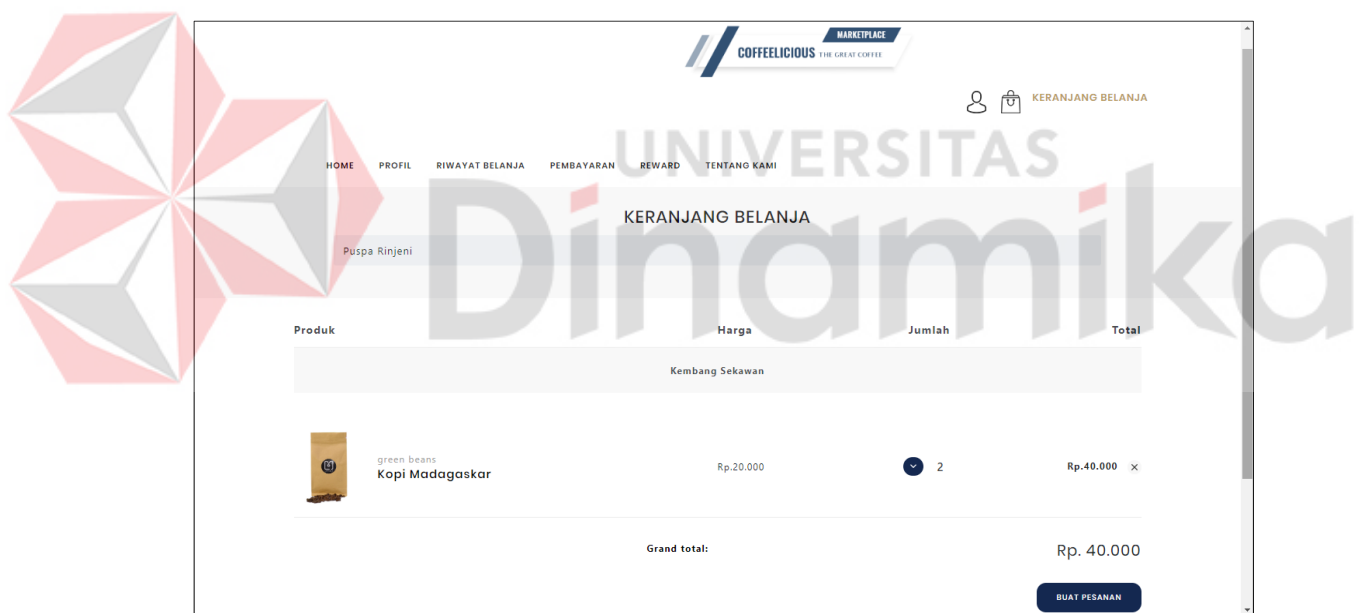 MARKETPLACE
COFFEELICIOUS THE GREAT COFFEE
KERANJANG BELANJA
UNIVERSITAS
Dinamika
HOME PROFIL RIWAYAT BELANJA PEMBAYARAN REWARD TENTANG KAMI
KERANJANG BELANJA
Puspa Rinjeni
Produk Harga Jumlah Total
Kembang Sekawan
green beans
Kopi Madagaskar Rp.20.000 2 Rp.40.000
Grand total: Rp. 40.000
BUAT PESANAN